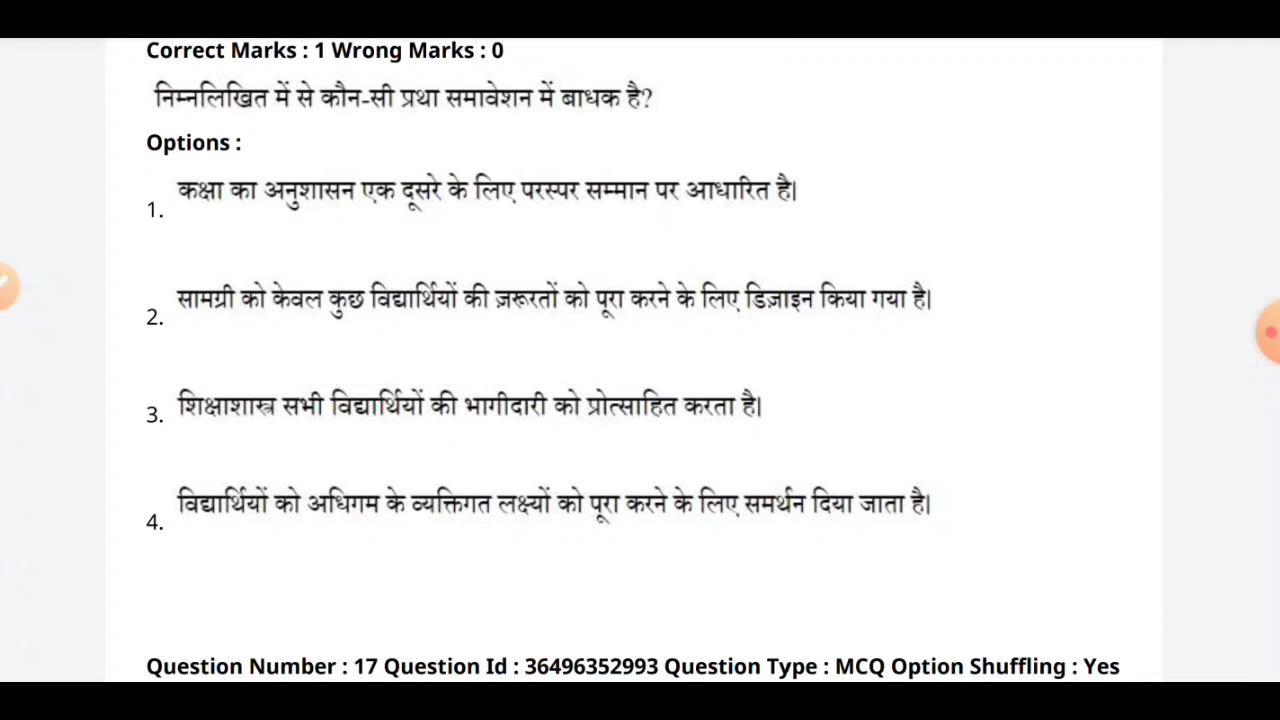 Correct Marks : 1 Wrong Marks : 0
निम्नलिखित में से कौन-सी प्रथा समावेशन में बाधक है?
Options :
1. कक्षा का अनुशासन एक दूसरे के लिए परस्पर सम्मान पर आधारित है।
2. सामग्री को केवल कुछ विद्यार्थियों की ज़रूरतों को पूरा करने के लिए डिज़ाइन किया गया है।
3. शिक्षाशास्त्र सभी विद्यार्थियों की भागीदारी को प्रोत्साहित करता है।
4. विद्यार्थियों को अधिगम के व्यक्तिगत लक्ष्यों को पूरा करने के लिए समर्थन दिया जाता है।
Question Number : 17 Question Id : 36496352993 Question Type : MCQ Option Shuffling : Yes